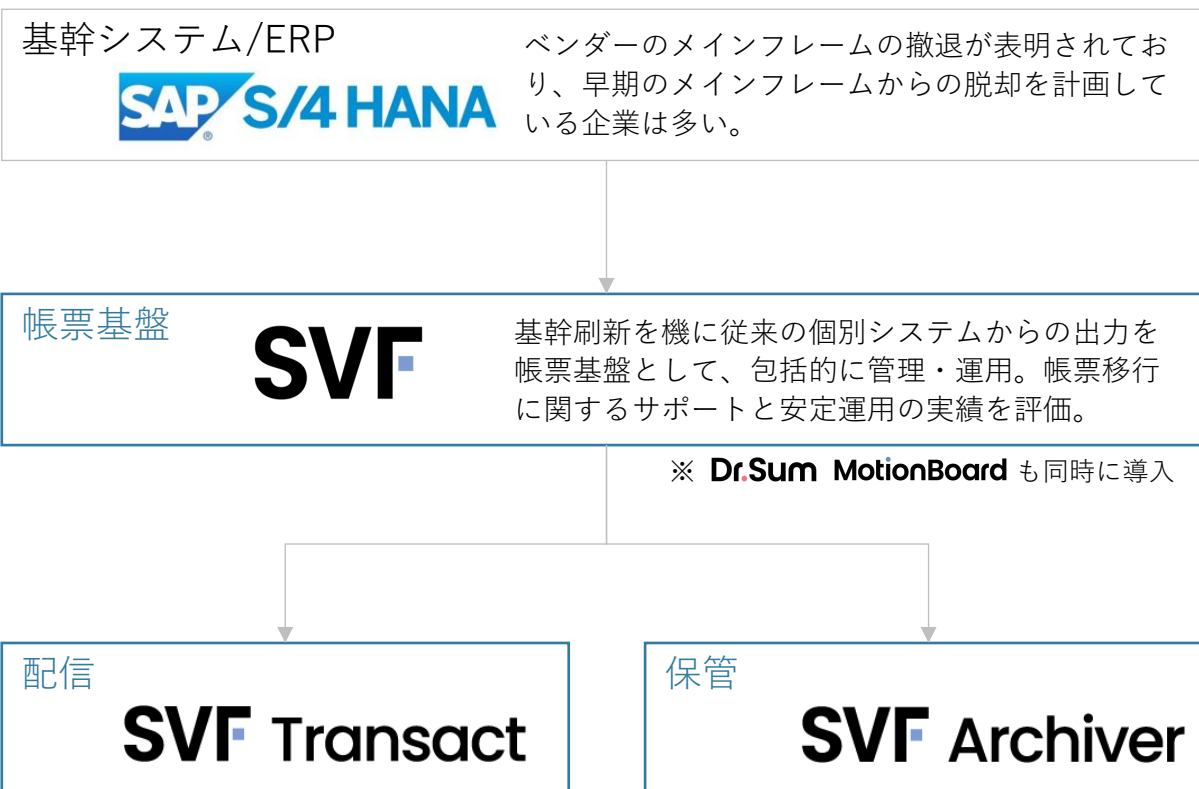 基幹システム/ERP
SAP S/4 HANA
®
ベンダーのメインフレームの撤退が表明されてお
り、早期のメインフレームからの脱却を計画して
いる企業は多い。
帳票基盤
SVF
基幹刷新を機に従来の個別システムからの出力を
帳票基盤として、包括的に管理・運用。帳票移行
に関するサポートと安定運用の実績を評価。
※ Dr.Sum MotionBoard も同時に導入
配信
SVF Transact
保管
SVF Archiver